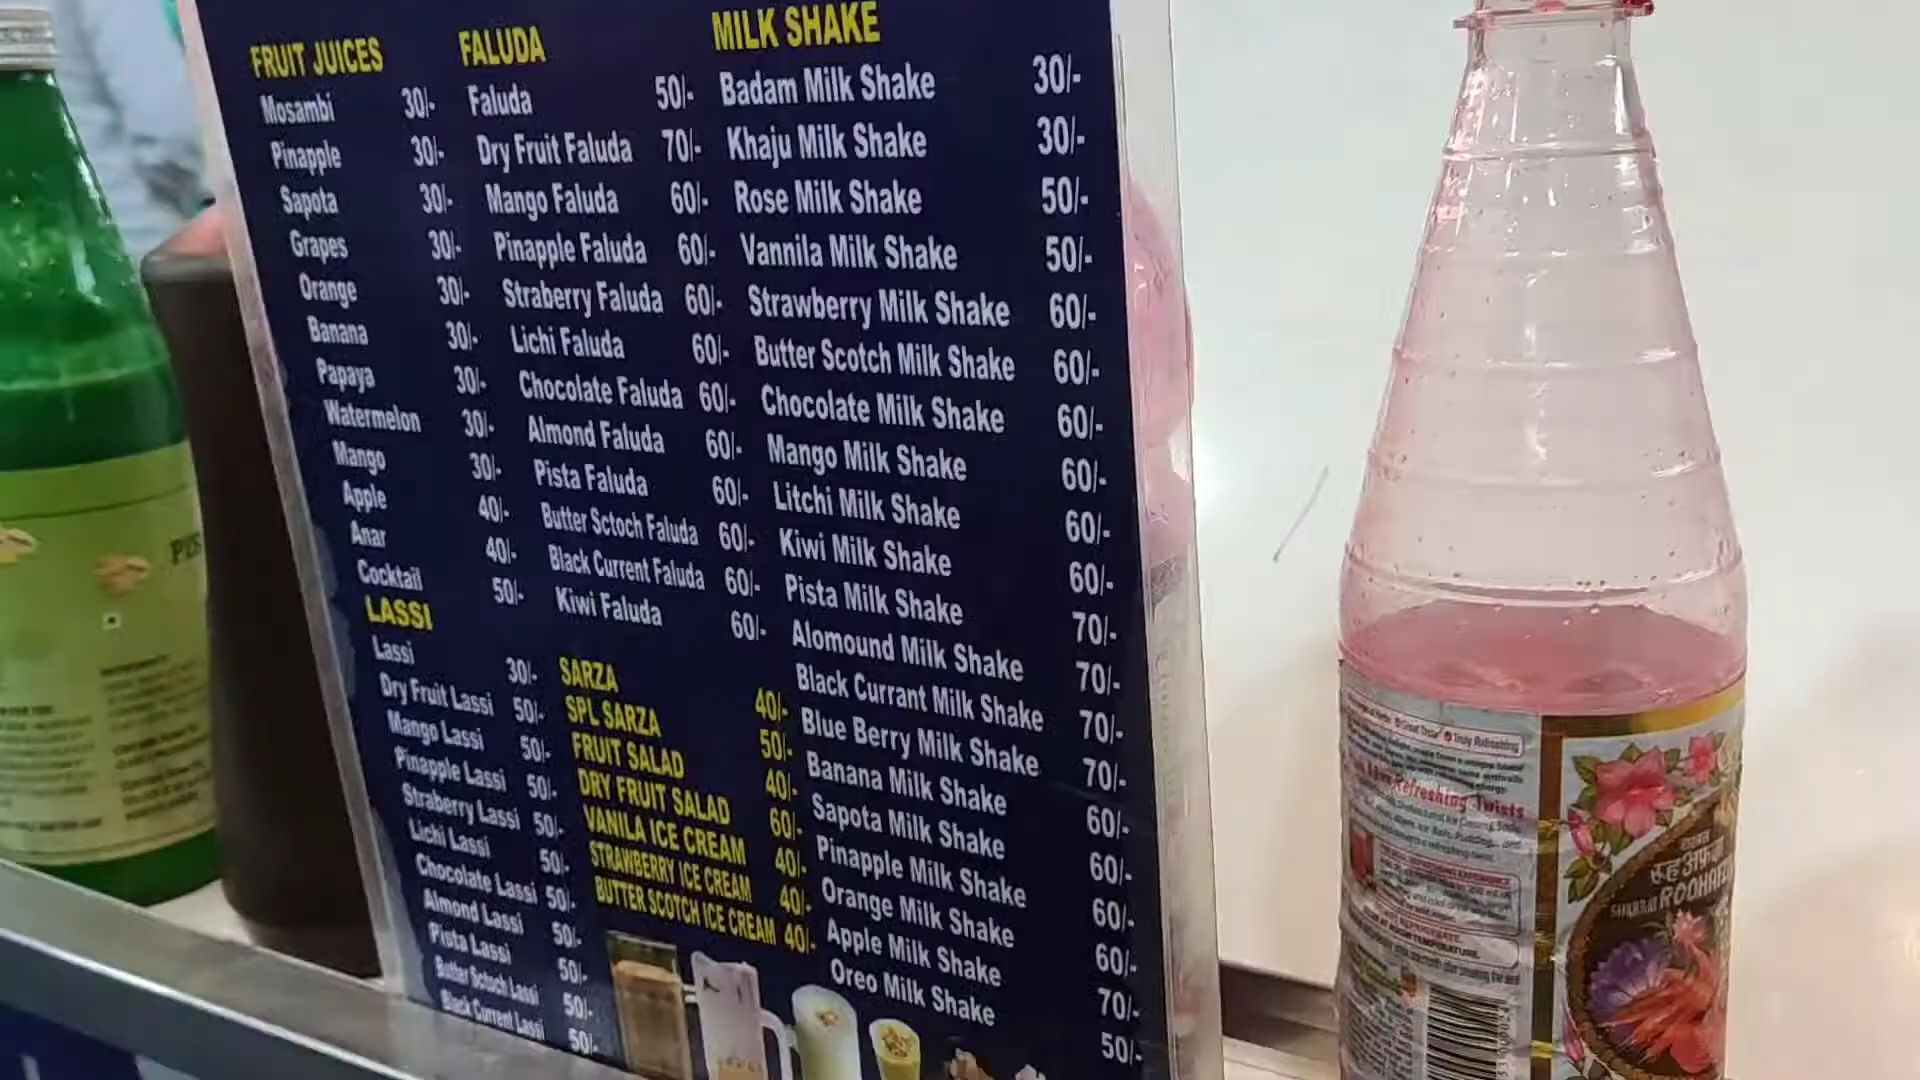 FRUIT JUICES
Mosambi 30/-
Pinapple 30/-
Sapota 30/-
Grapes 30/-
Orange 30/-
Banana 30/-
Papaya 30/-
Watermelon 30/-
Mango 30/-
Apple 40/-
Anar 40/-
Cocktail 50/-
LASSI
Lassi 30/-
Dry Fruit Lassi 50/-
Mango Lassi 50/-
Pinapple Lassi 50/-
Straberry Lassi 50/-
Lichi Lassi 50/-
Chocolate Lassi 50/-
Almond Lassi 50/-
Pista Lassi 50/-
Butter Sctoch Lassi 50/-
Black Current Lassi 50/-
FALUDA
Faluda 50/-
Dry Fruit Faluda 70/-
Mango Faluda 60/-
Pinapple Faluda 60/-
Straberry Faluda 60/-
Lichi Faluda 60/-
Chocolate Faluda 60/-
Almond Faluda 60/-
Pista Faluda 60/-
Butter Sctoch Faluda 60/-
Black Current Faluda 60/-
Kiwi Faluda 60/-
SARZA 40/-
SPL SARZA 50/-
FRUIT SALAD 40/-
DRY FRUIT SALAD 60/-
VANILA ICE CREAM 40/-
STRAWBERRY ICE CREAM 40/-
BUTTER SCOTCH ICE CREAM 40/-
MILK SHAKE
Badam Milk Shake 30/-
Khaju Milk Shake 30/-
Rose Milk Shake 50/-
Vannila Milk Shake 50/-
Strawberry Milk Shake 60/-
Butter Scotch Milk Shake 60/-
Chocolate Milk Shake 60/-
Mango Milk Shake 60/-
Litchi Milk Shake 60/-
Kiwi Milk Shake 60/-
Pista Milk Shake 70/-
Alomound Milk Shake 70/-
Black Currant Milk Shake 70/-
Blue Berry Milk Shake 70/-
Banana Milk Shake 60/-
Sapota Milk Shake 60/-
Pinapple Milk Shake 60/-
Orange Milk Shake 60/-
Apple Milk Shake 70/-
Oreo Milk Shake 50/-
Truly Refreshing
Refreshing Twists
TEMPERATURE.